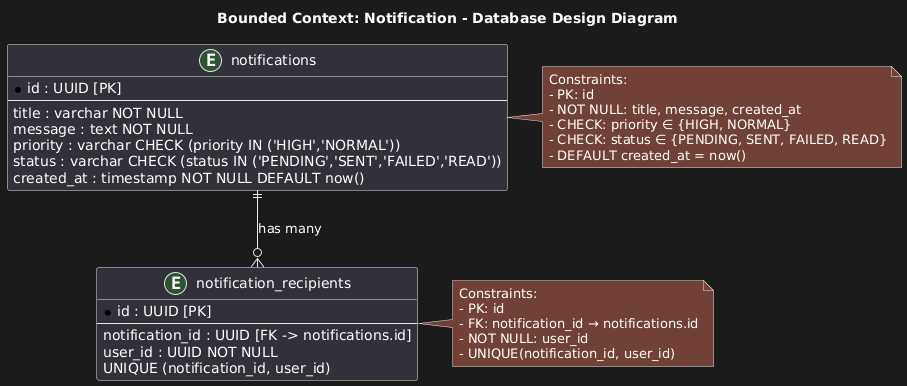 Bounded Context: Notification - Database Design Diagram
E notifications
id : UUID [PK]
title : varchar NOT NULL
message : text NOT NULL
priority : varchar CHECK (priority IN ('HIGH','NORMAL'))
status : varchar CHECK (status IN ('PENDING','SENT','FAILED','READ'))
created_at : timestamp NOT NULL DEFAULT now()
Constraints:
- PK: id
- NOT NULL: title, message, created_at
- CHECK: priority ∈ {HIGH, NORMAL}
- CHECK: status ∈ {PENDING, SENT, FAILED, READ}
- DEFAULT created_at = now()
has many
E notification_recipients
id : UUID [PK]
notification_id : UUID [FK -> notifications.id]
user_id : UUID NOT NULL
UNIQUE (notification_id, user_id)
Constraints:
- PK: id
- FK: notification_id → notifications.id
- NOT NULL: user_id
- UNIQUE(notification_id, user_id)